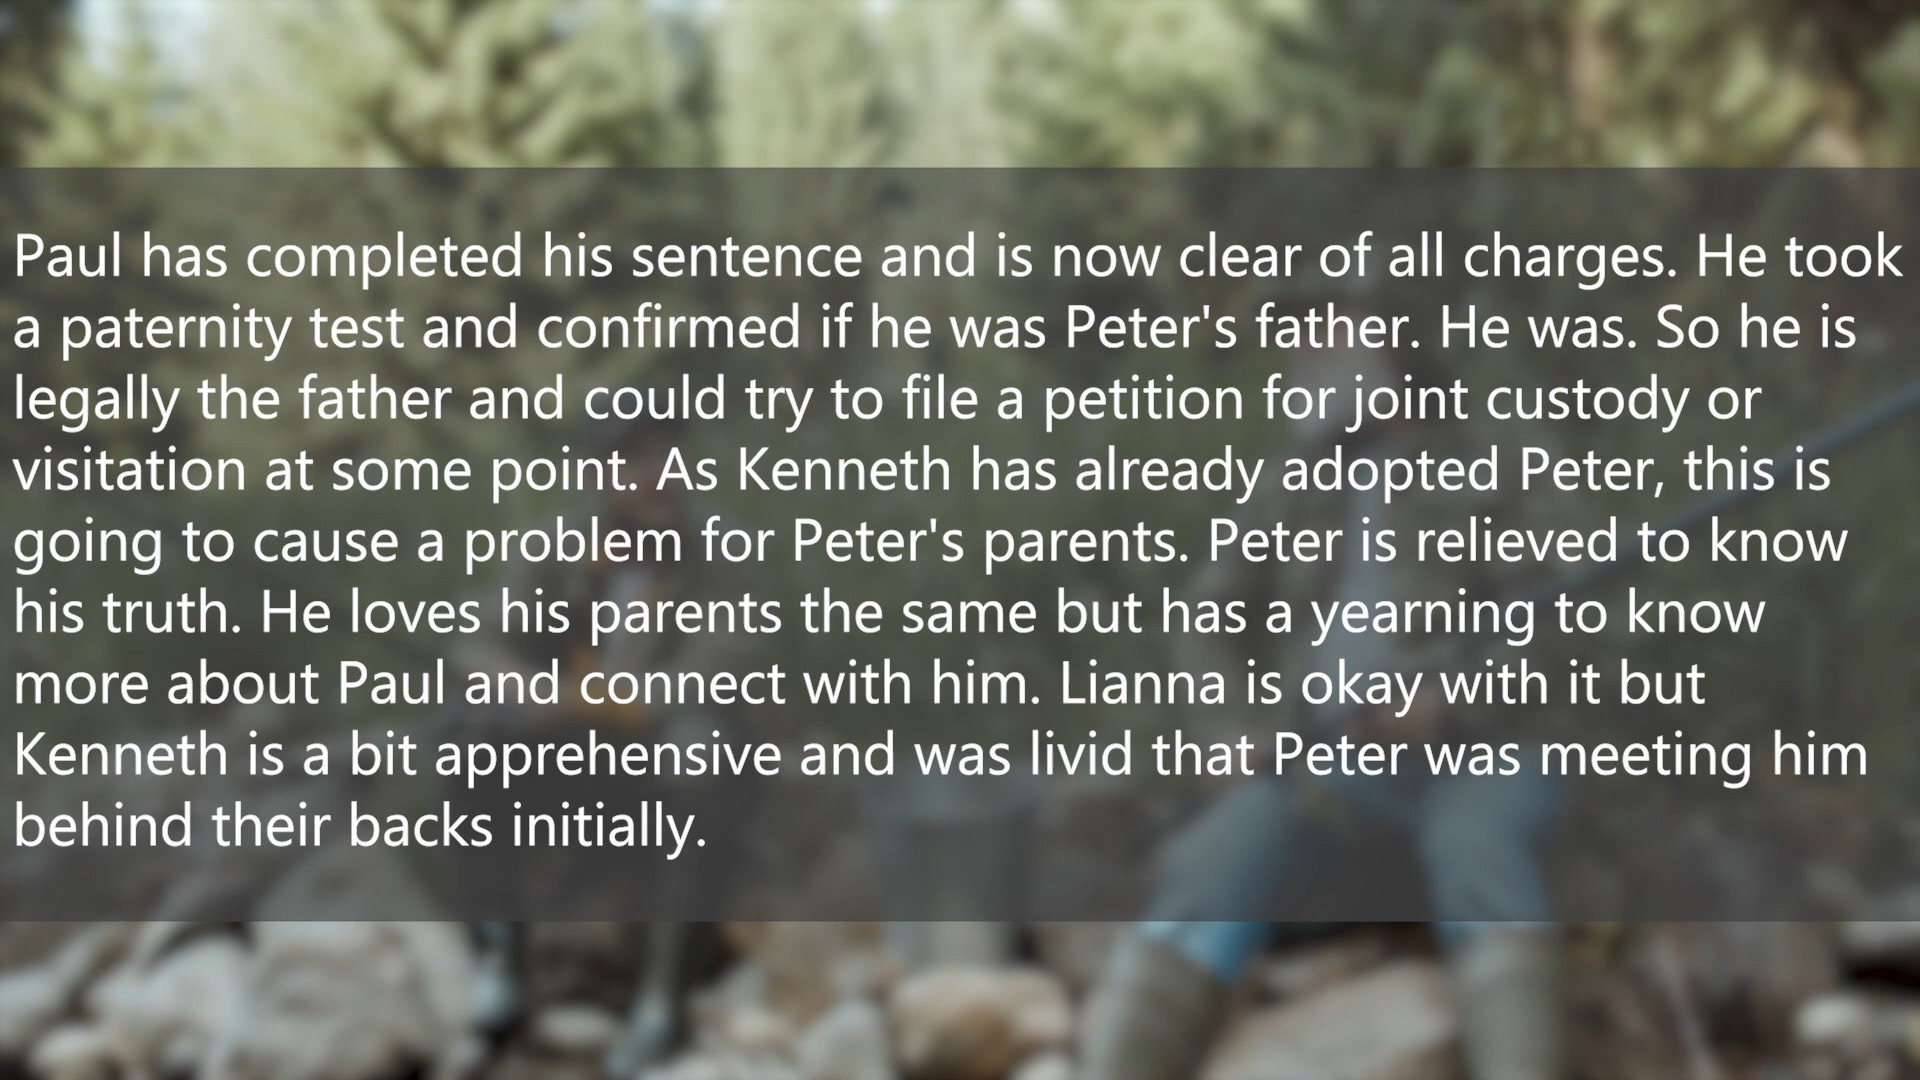 Paul has completed his sentence and is now clear of all charges. He took
a paternity test and confirmed if he was Peter's father. He was. So he is
legally the father and could try to file a petition for joint custody or
visitation at some point. As Kenneth has already adopted Peter, this is
going to cause a problem for Peter's parents. Peter is relieved to know
his truth. He loves his parents the same but has a yearning to know
more about Paul and connect with him. Lianna is okay with it but
Kenneth is a bit apprehensive and was livid that Peter was meeting him
behind their backs initially.